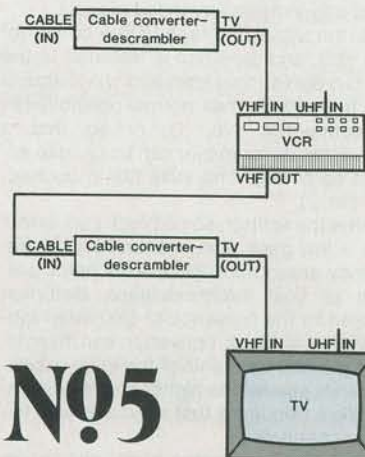 CABLE (IN)
Cable converter-
descrambler
TV (OUT)
VHF IN UHF IN
VCR
VHF OUT
CABLE (IN)
Cable converter-
descrambler
TV (OUT)
VHF IN UHF IN
TV
Nº5